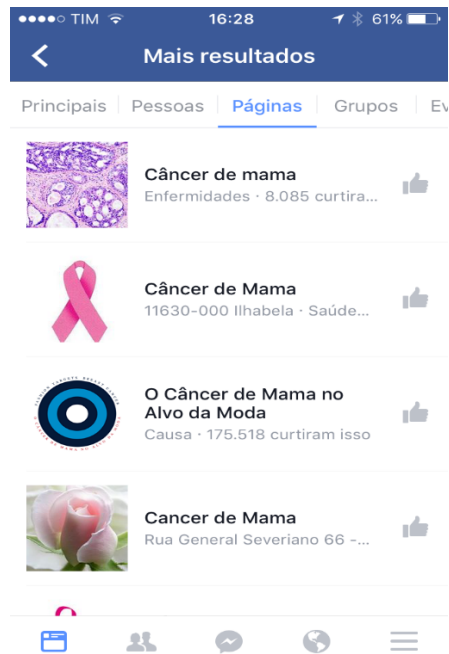 TIM 16:28 61%
Mais resultados
Principais Pessoas Páginas Grupos Ev
Câncer de mama
Enfermidades · 8.085 curtira...
Câncer de Mama
11630-000 Ilhabela · Saúde...
O Câncer de Mama no
Alvo da Moda
Causa · 175.518 curtiram isso
Cancer de Mama
Rua General Severiano 66 -...